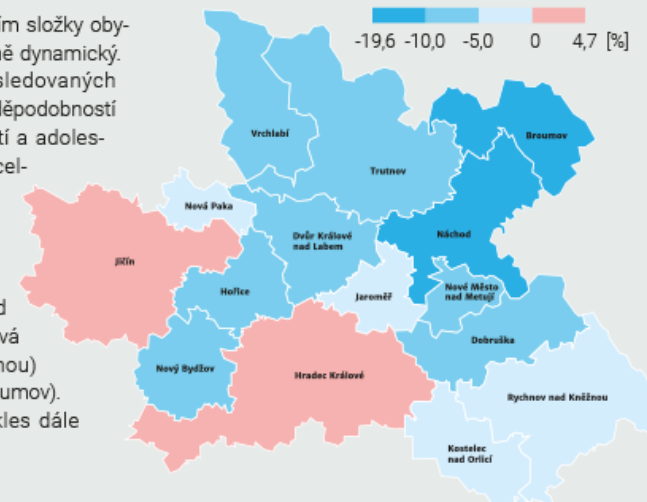 ím složky oby-
ně dynamický.
sledovaných
děpodobností
tí a adoles-
cel-
d
vá
nou)
umov).
kles dále
-19,6 -10,0 -5,0 0 4,7 [%]
Vrchlabí
Trutnov
Broumov
Nová Paka
Dvůr Králové
nad Labem
Náchod
Jičín
Hořice
Jaroměř
Nové Město
nad Metují
Dobruška
Nový Bydžov
Hradec Králové
Rychnov nad Kněžnou
Kostelec
nad Orlicí